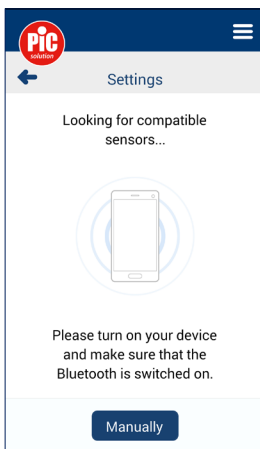 PiC
solution
Settings
Looking for compatible
sensors...
Please turn on your device
and make sure that the
Bluetooth is switched on.
Manually